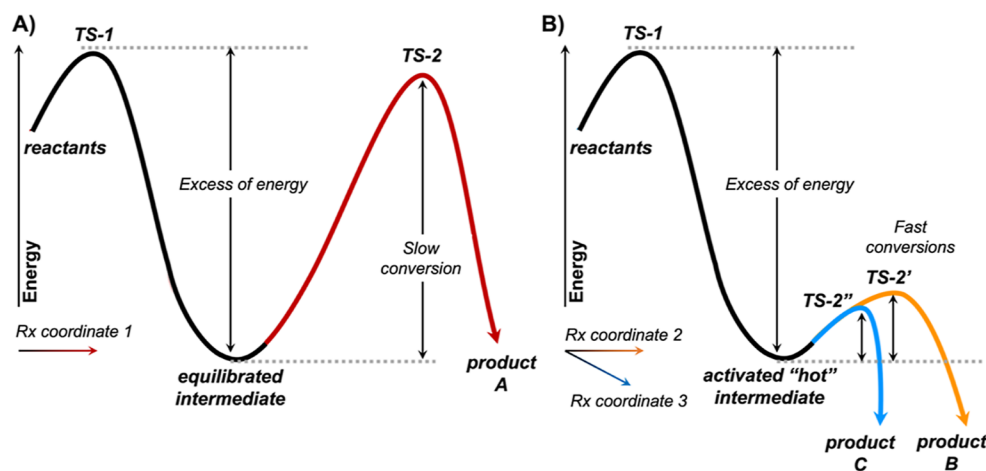 A)
TS-1
TS-2
reactants
Excess of energy
Slow
conversion
Energy
Rx coordinate 1
equilibrated
intermediate
product
A
B)
TS-1
reactants
Excess of energy
Fast
conversions
TS-2'
TS-2''
Energy
Rx coordinate 2
Rx coordinate 3
activated “hot”
intermediate
product
C
product
B